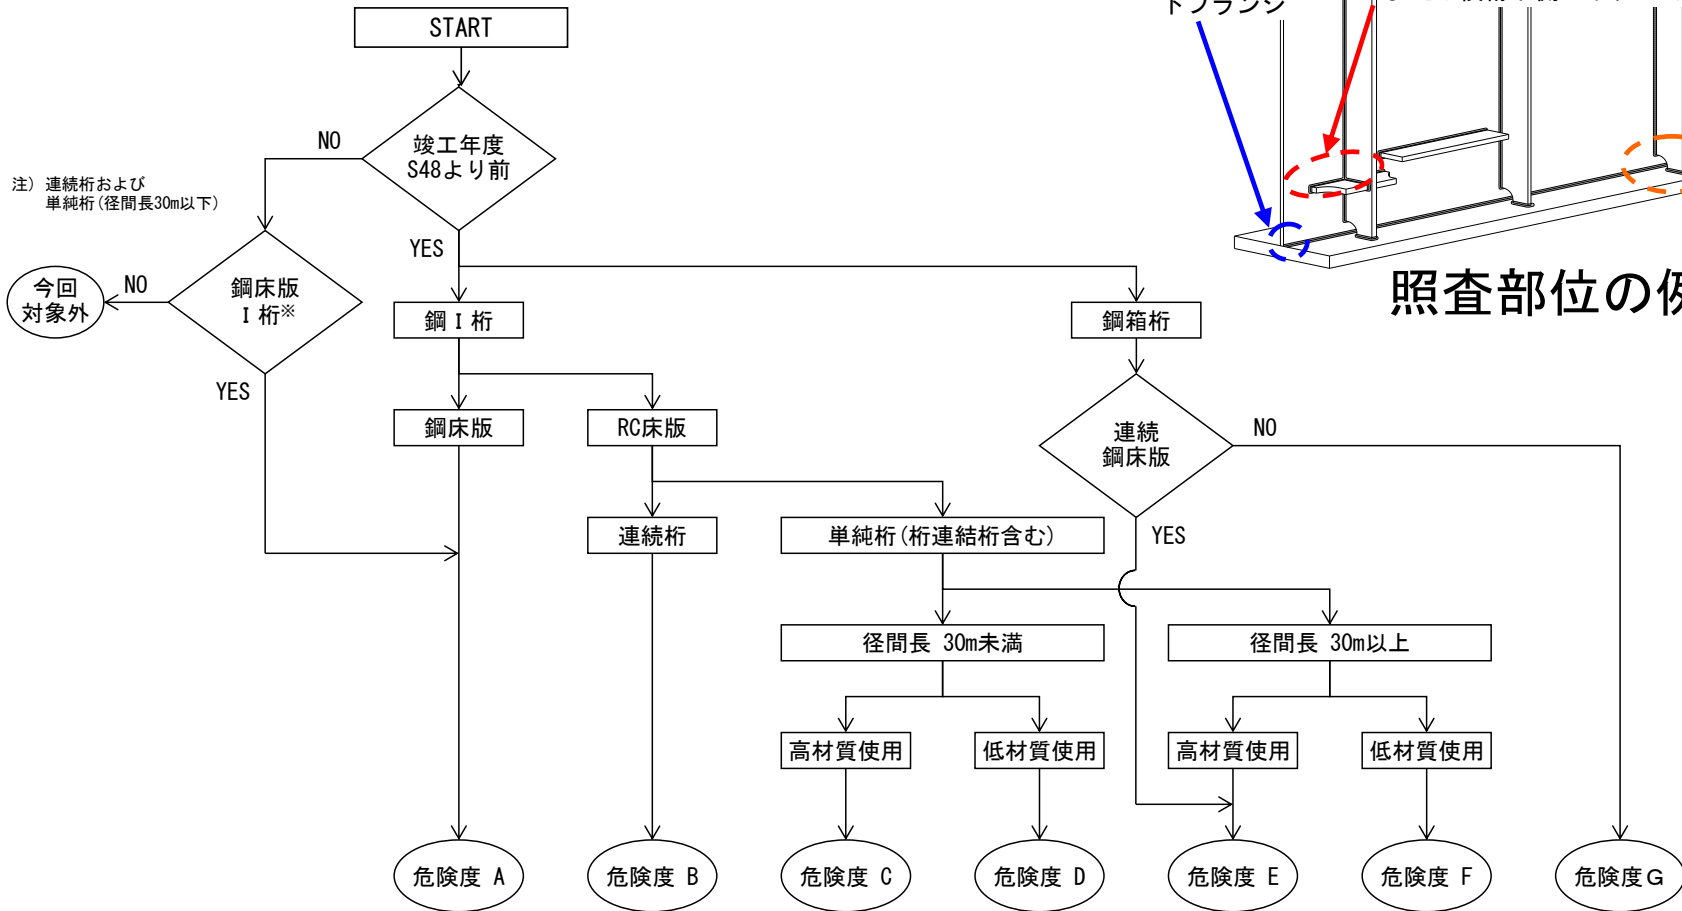 START
竣工年度
S48より前
NO
YES
注) 連続桁および
単純桁(径間長30m以下)
鋼床版
I 桁※
NO
今回
対象外
YES
鋼 I 桁
鋼箱桁
鋼床版
RC床版
連続
鋼床版
NO
YES
連続桁
単純桁(桁連結桁含む)
径間長 30m未満
径間長 30m以上
高材質使用
低材質使用
高材質使用
低材質使用
危険度 A
危険度 B
危険度 C
危険度 D
危険度 E
危険度 F
危険度G
下フランジ
照査部位の例